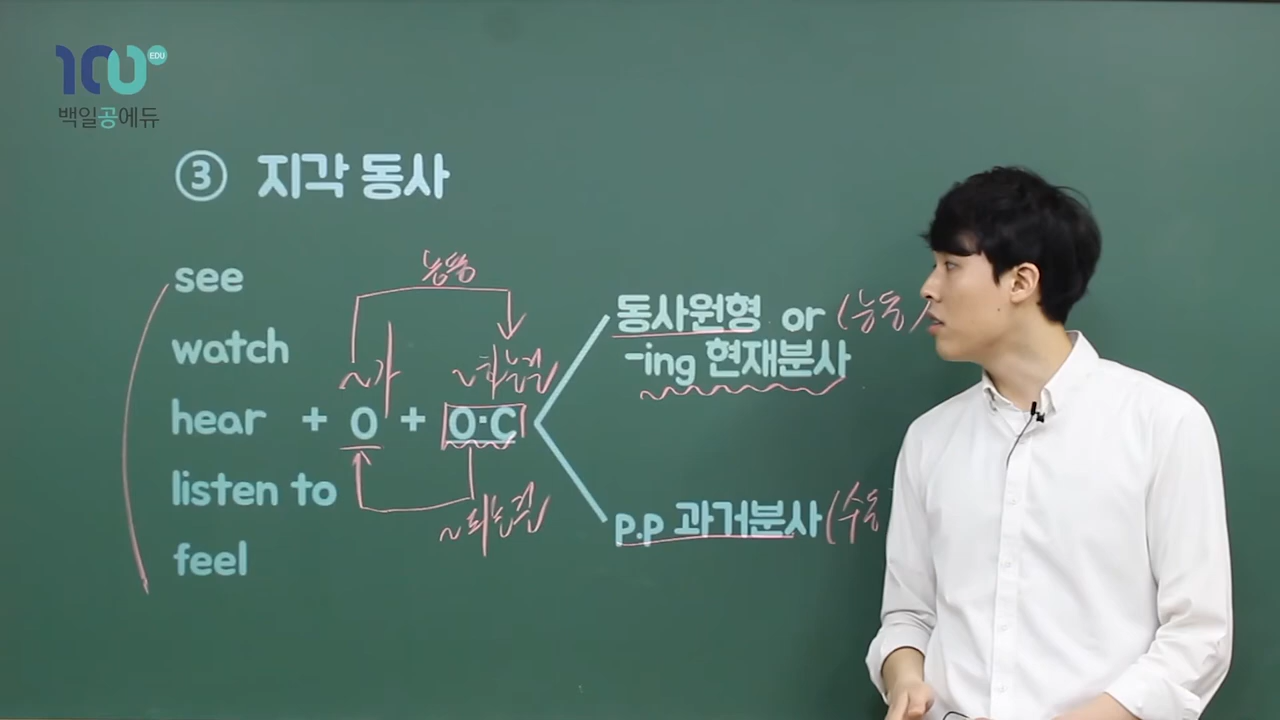 100 EDU
백일공에듀
③ 지각 동사
see
watch
hear + O + O·C
listen to
feel
능동
~가
~하는걸
~되는걸
동사원형 or (능동)
-ing 현재분사
p.p 과거분사 (수동